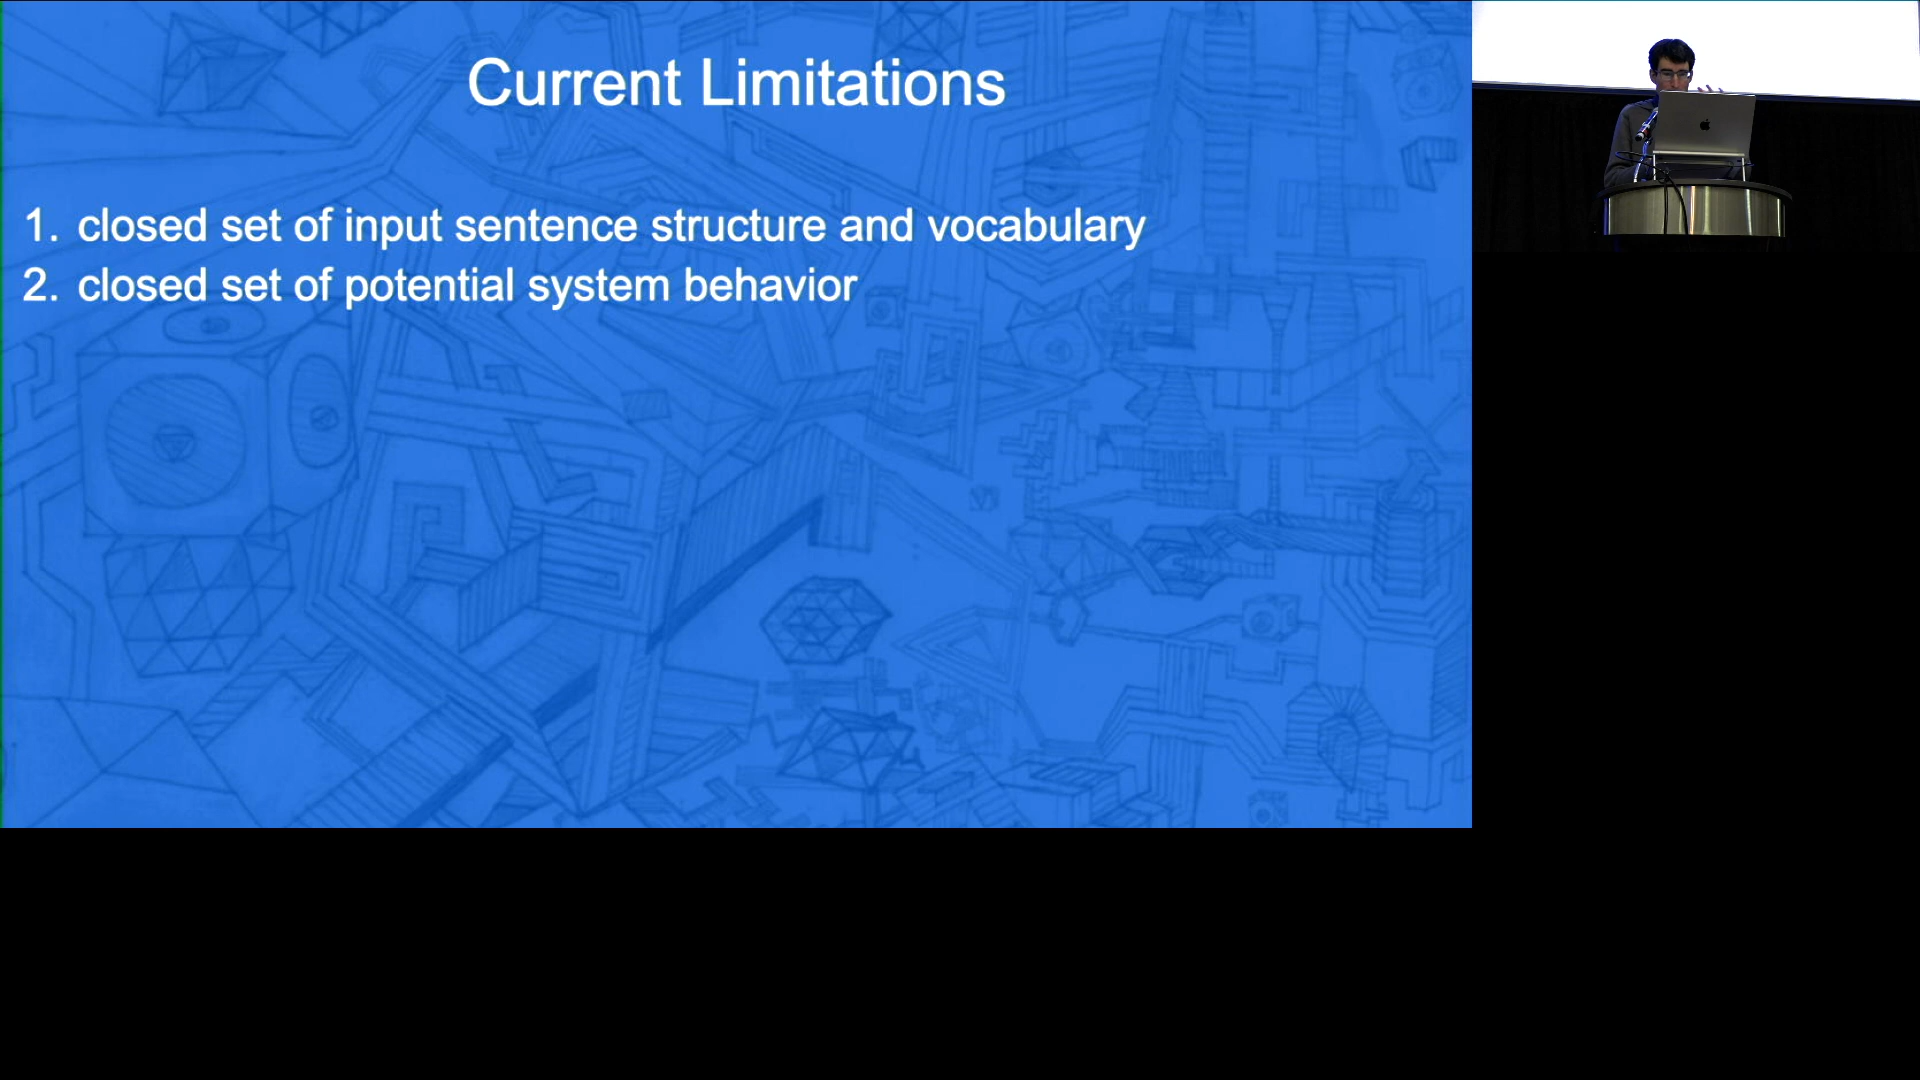 Current Limitations
1. closed set of input sentence structure and vocabulary
2. closed set of potential system behavior